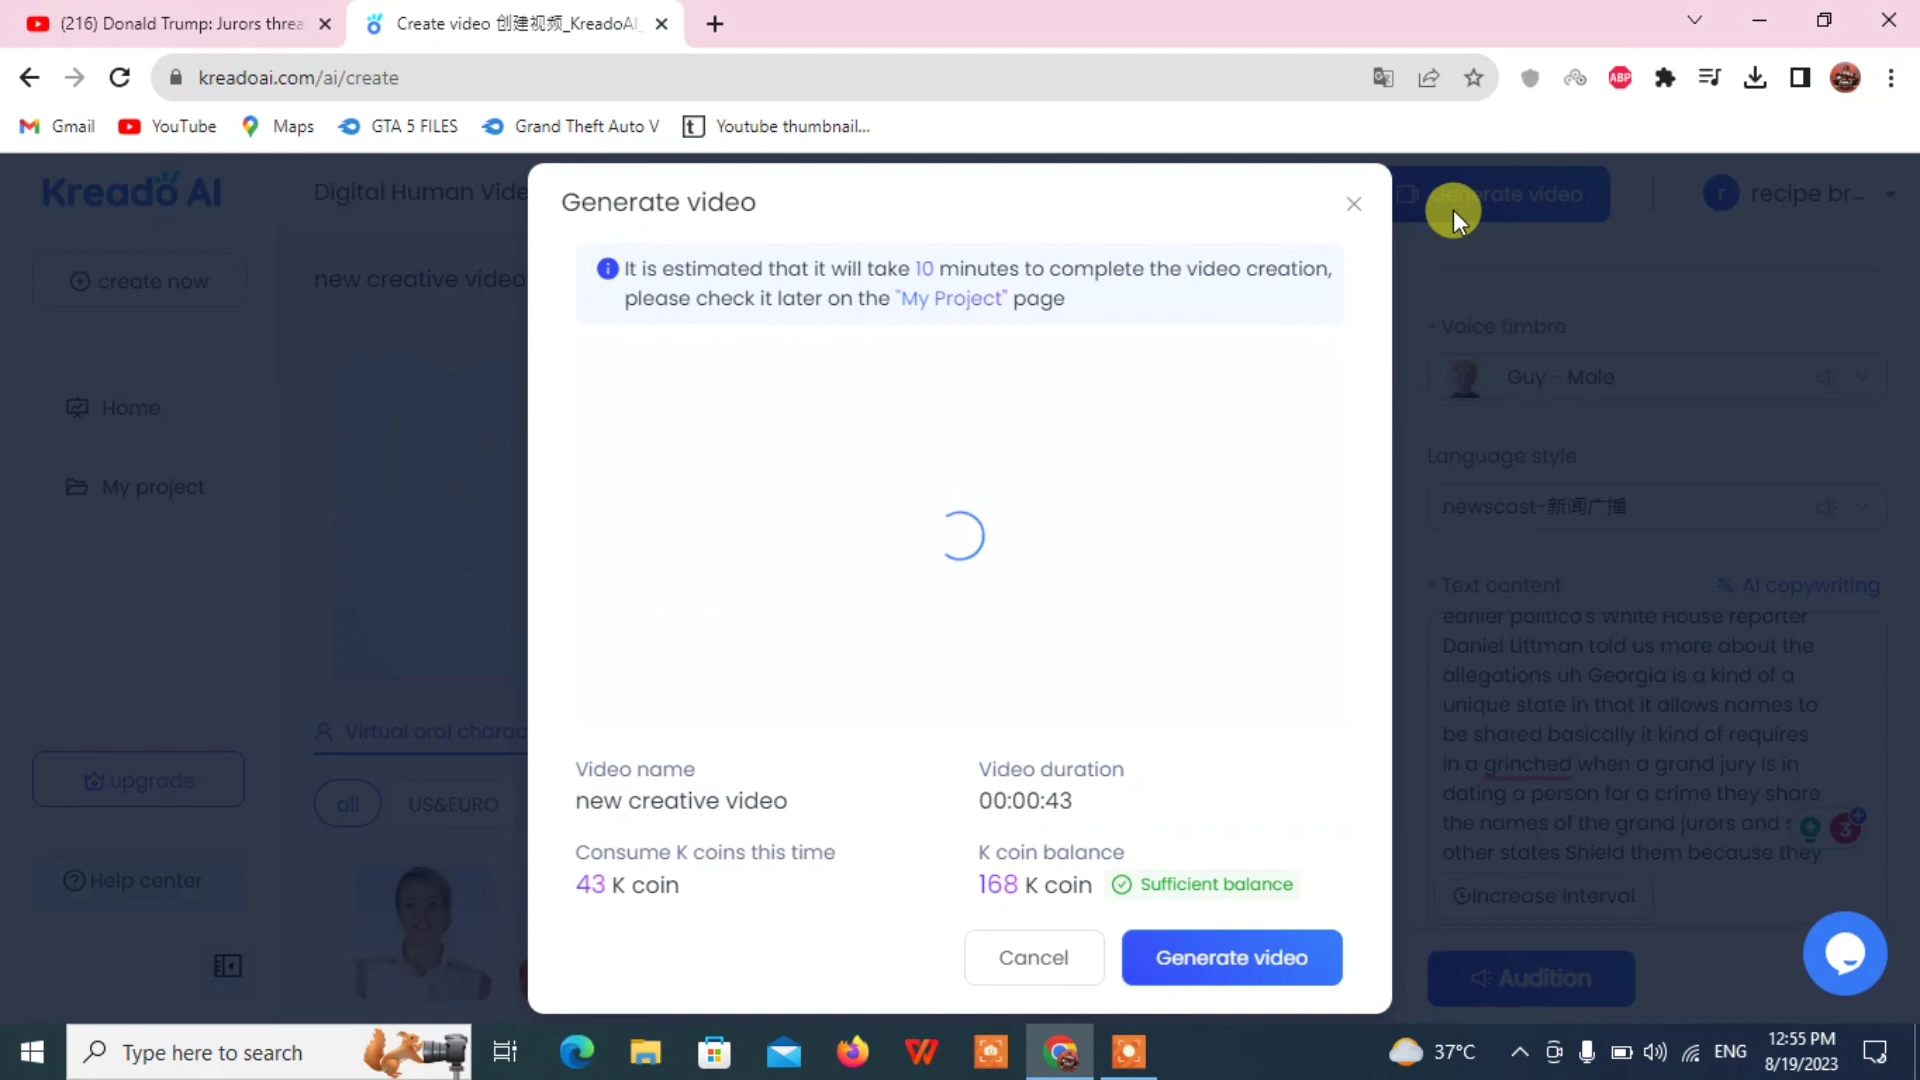 (216) Donald Trump: Jurors threa
Create video 创建视频_KreadoAI_
kreadoai.com/ai/create
ABP
Gmail
YouTube
Maps
GTA 5 FILES
Grand Theft Auto V
Youtube thumbnail...
Kreado AI
Digital Human Vide
Generate video
r recipe br...
create now
new creative video
Home
My project
upgrade
Help center
Virtual oral charac
all
US&EURO
Generate video
It is estimated that it will take 10 minutes to complete the video creation,
please check it later on the "My Project" page
Video name
new creative video
Video duration
00:00:43
Consume K coins this time
43 K coin
K coin balance
168 K coin
Sufficient balance
Cancel
Generate video
* Voice timbre
Guy - Male
Language style
newscast-新闻广播
* Text content
AI copywriting
earlier politico's White House reporter
Daniel Littman told us more about the
allegations uh Georgia is a kind of a
unique state in that it allows names to
be shared basically it kind of requires
in a grinched when a grand jury is in
dating a person for a crime they share
the names of the grand jurors and s
3
other states Shield them because they
Increase interval
Audition
Type here to search
37°C
ENG
12:55 PM
8/19/2023